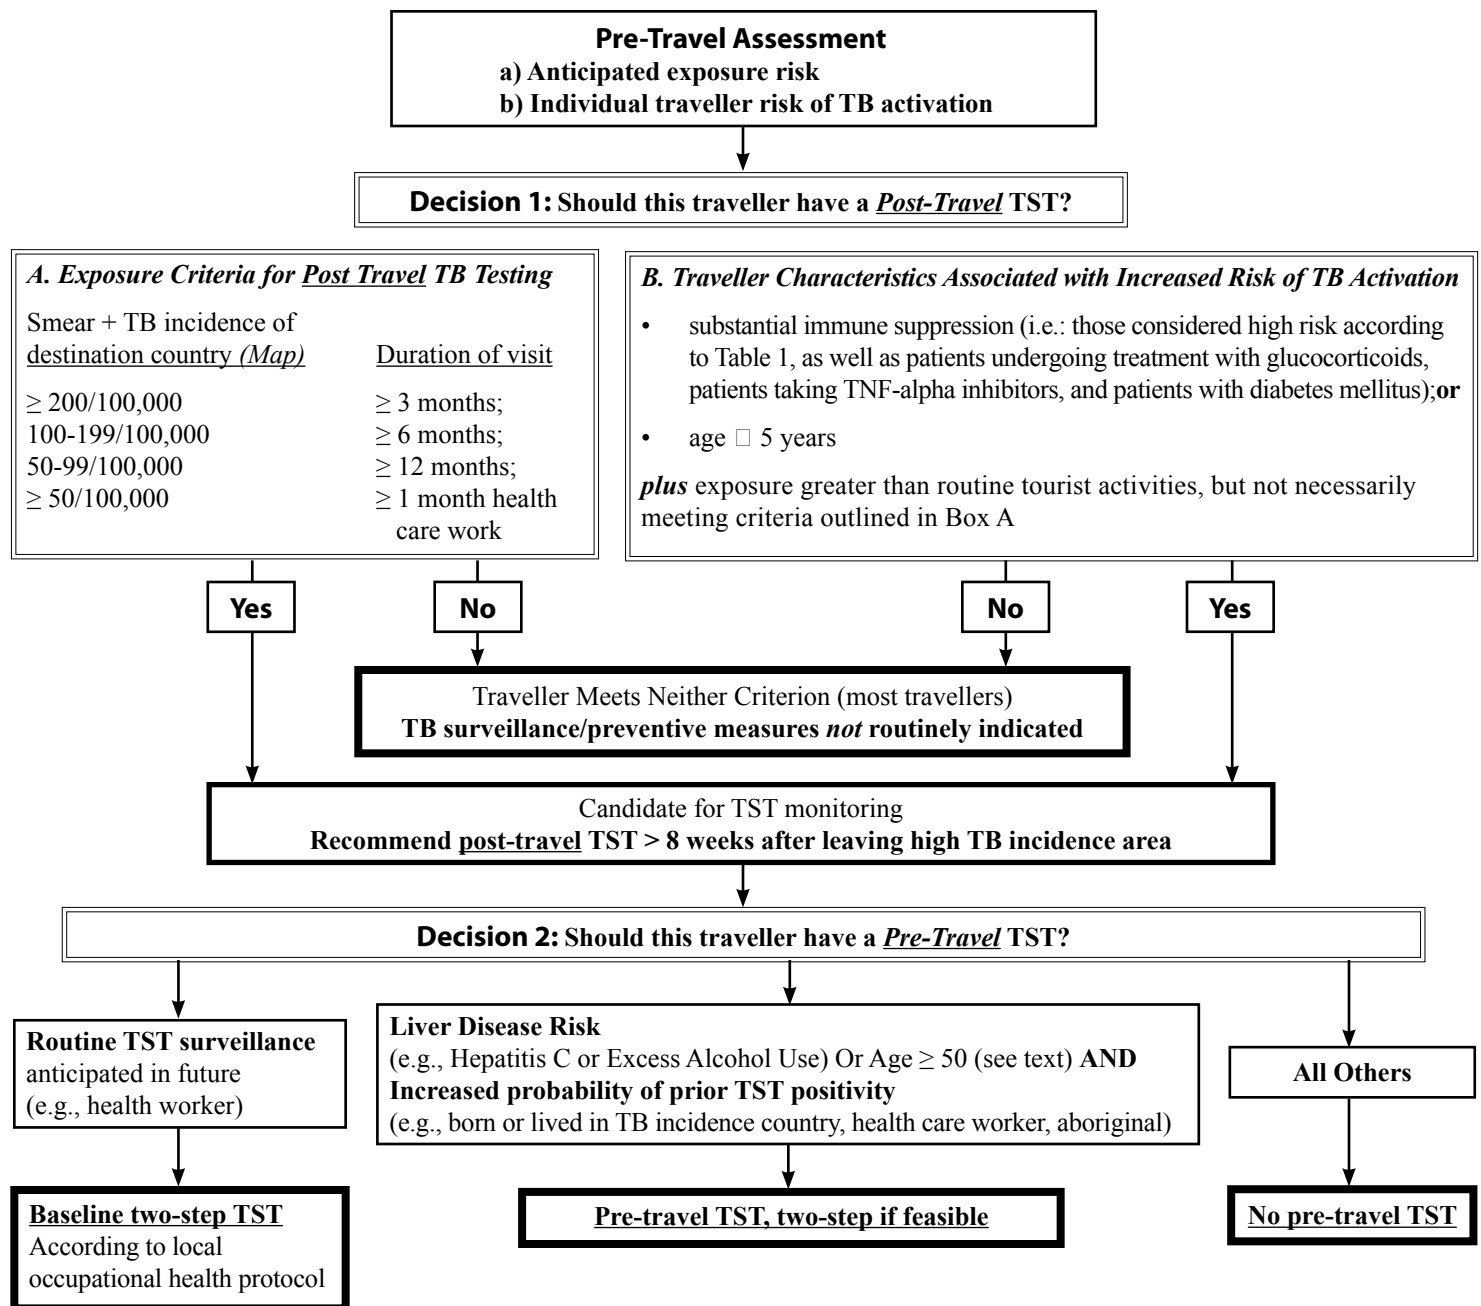 Pre-Travel Assessment
a) Anticipated exposure risk
b) Individual traveller risk of TB activation
Decision 1: Should this traveller have a Post-Travel TST?
A. Exposure Criteria for Post Travel TB Testing
Smear + TB incidence of
destination country (Map) Duration of visit
≥ 200/100,000 ≥ 3 months;
100-199/100,000 ≥ 6 months;
50-99/100,000 ≥ 12 months;
≥ 50/100,000 ≥ 1 month health
care work
B. Traveller Characteristics Associated with Increased Risk of TB Activation
• substantial immune suppression (i.e.: those considered high risk according
to Table 1, as well as patients undergoing treatment with glucocorticoids,
patients taking TNF-alpha inhibitors, and patients with diabetes mellitus);or
• age □ 5 years
plus exposure greater than routine tourist activities, but not necessarily
meeting criteria outlined in Box A
Yes
No
No
Yes
Traveller Meets Neither Criterion (most travellers)
TB surveillance/preventive measures not routinely indicated
Candidate for TST monitoring
Recommend post-travel TST > 8 weeks after leaving high TB incidence area
Decision 2: Should this traveller have a Pre-Travel TST?
Routine TST surveillance
anticipated in future
(e.g., health worker)
Liver Disease Risk
(e.g., Hepatitis C or Excess Alcohol Use) Or Age ≥ 50 (see text) AND
Increased probability of prior TST positivity
(e.g., born or lived in TB incidence country, health care worker, aboriginal)
All Others
Baseline two-step TST
According to local
occupational health protocol
Pre-travel TST, two-step if feasible
No pre-travel TST